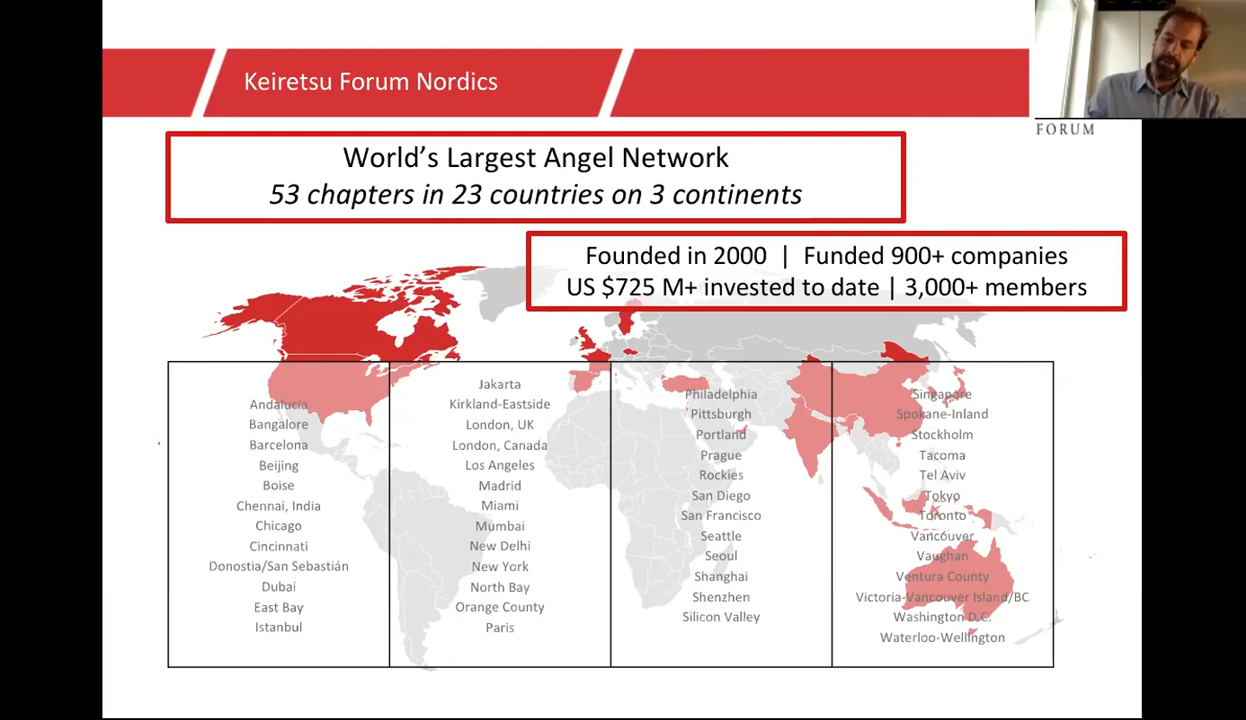 Keiretsu Forum Nordics
FORUM
World's Largest Angel Network
53 chapters in 23 countries on 3 continents
Founded in 2000 | Funded 900+ companies
US $725 M+ invested to date | 3,000+ members
Andalucia
Bangalore
Barcelona
Beijing
Boise
Chennai, India
Chicago
Cincinnati
Donostia/San Sebastián
Dubai
East Bay
Istanbul
Jakarta
Kirkland-Eastside
London, UK
London, Canada
Los Angeles
Madrid
Miami
Mumbai
New Delhi
New York
North Bay
Orange County
Paris
Philadelphia
Pittsburgh
Portland
Prague
Rockies
San Diego
San Francisco
Seattle
Seoul
Shanghai
Shenzhen
Silicon Valley
Singapore
Spokane-Inland
Stockholm
Tacoma
Tel Aviv
Tokyo
Toronto
Vancouver
Vaughan
Ventura County
Victoria-Vancouver Island/BC
Washington D.C.
Waterloo-Wellington